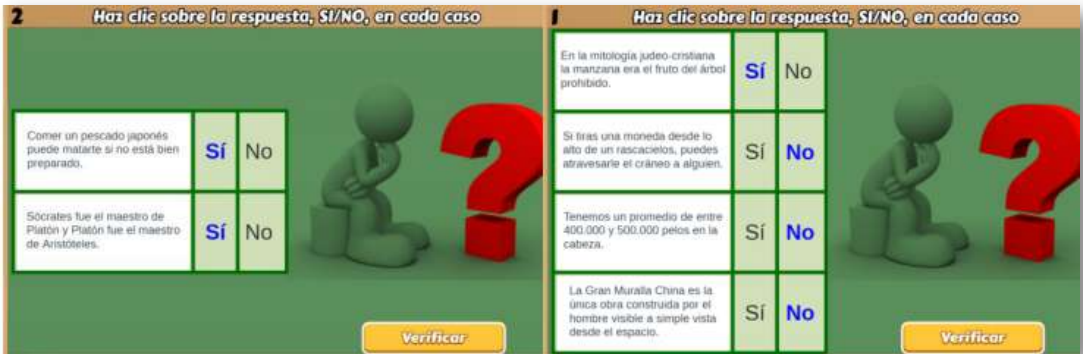 2 Haz clic sobre la respuesta, SI/NO, en cada caso
Comer un pescado japonés
puede matarte si no está bien
preparado.
Sí No
Sócrates fue el maestro de
Platón y Platón fue el maestro
de Aristóteles.
Sí No
Verificar
1 Haz clic sobre la respuesta, SI/NO, en cada caso
En la mitología judeo-cristiana
la manzana era el fruto del árbol
prohibido.
Sí No
Si tiras una moneda desde lo
alto de un rascacielos, puedes
atravesarle el cráneo a alguien.
Sí No
Tenemos un promedio de entre
400.000 y 500.000 pelos en la
cabeza.
Sí No
La Gran Muralla China es la
única obra construida por el
hombre visible a simple vista
desde el espacio.
Sí No
Verificar